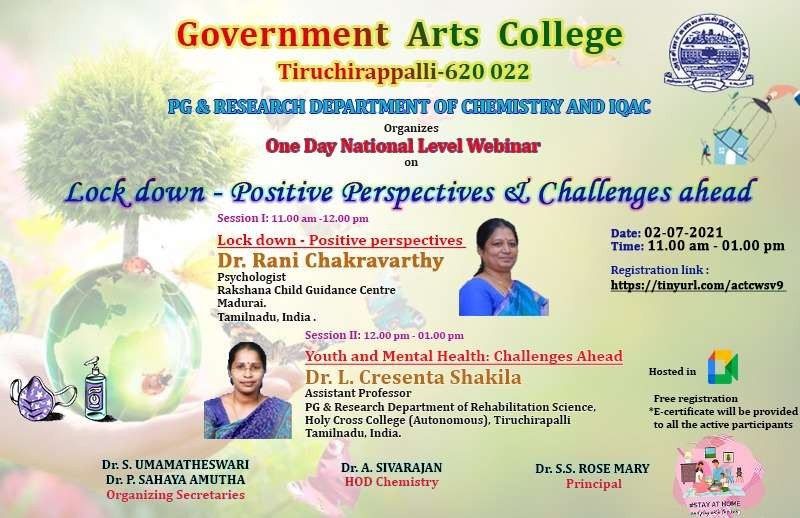 Government Arts College
Tiruchirappalli-620 022
PG & RESEARCH DEPARTMENT OF CHEMISTRY AND IQAC
Organizes
One Day National Level Webinar
on
Lock down - Positive Perspectives & Challenges ahead
Session I: 11.00 am -12.00 pm
Lock down - Positive perspectives
Dr. Rani Chakravarthy
Psychologist
Rakshana Child Guidance Centre
Madurai.
Tamilnadu, India .
Date: 02-07-2021
Time: 11.00 am - 01.00 pm
Registration link :
https://tinyurl.com/actcwsv9
Session II: 12.00 pm - 01.00 pm
Youth and Mental Health: Challenges Ahead
Dr. L. Cresenta Shakila
Assistant Professor
PG & Research Department of Rehabilitation Science,
Holy Cross College (Autonomous), Tiruchirapalli
Tamilnadu, India.
Hosted in
Free registration
*E-certificate will be provided
to all the active participants
Dr. S. UMAMATHESWARI
Dr. P. SAHAYA AMUTHA
Organizing Secretaries
Dr. A. SIVARAJAN
HOD Chemistry
Dr. S.S. ROSE MARY
Principal
#STAY AT HOME